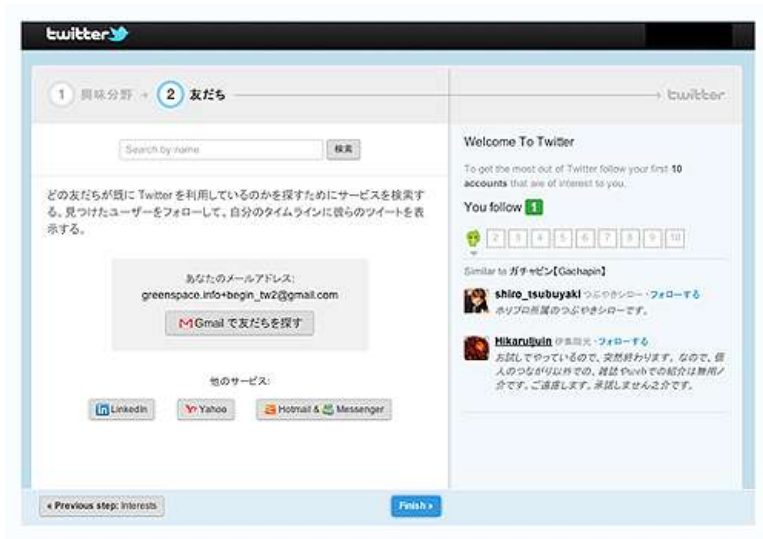 twitter
1 興味分野 → 2 友だち → twitter
Search by name 検索
どの友だちが既に Twitter を利用しているのかを探すためにサービスを検索す
る。見つけたユーザーをフォローして、自分のタイムラインに彼らのツイートを表
示する。
あなたのメールアドレス:
greenspace.info+begin_tw2@gmail.com
Gmail で友だちを探す
他のサービス:
LinkedIn Yahoo Hotmail & Messenger
« Previous step: Interests Finish »
Welcome To Twitter
To get the most out of Twitter follow your first 10
accounts that are of interest to you.
You follow 1
2 3 4 5 6 7 8 9 10
Similar to ガチャピン【Gachapin】
shiro_tsubuyaki つぶやきシロー · フォローする
ホリプロ所属のつぶやきシローです。
HikaruIjuin 伊集院光 · フォローする
お試してやっているので、突然終わります。なので、個
人のつながり以外での、雑誌やwebでの紹介は無用ノ
介です。ご遠慮します。承諾しませんえ介です。